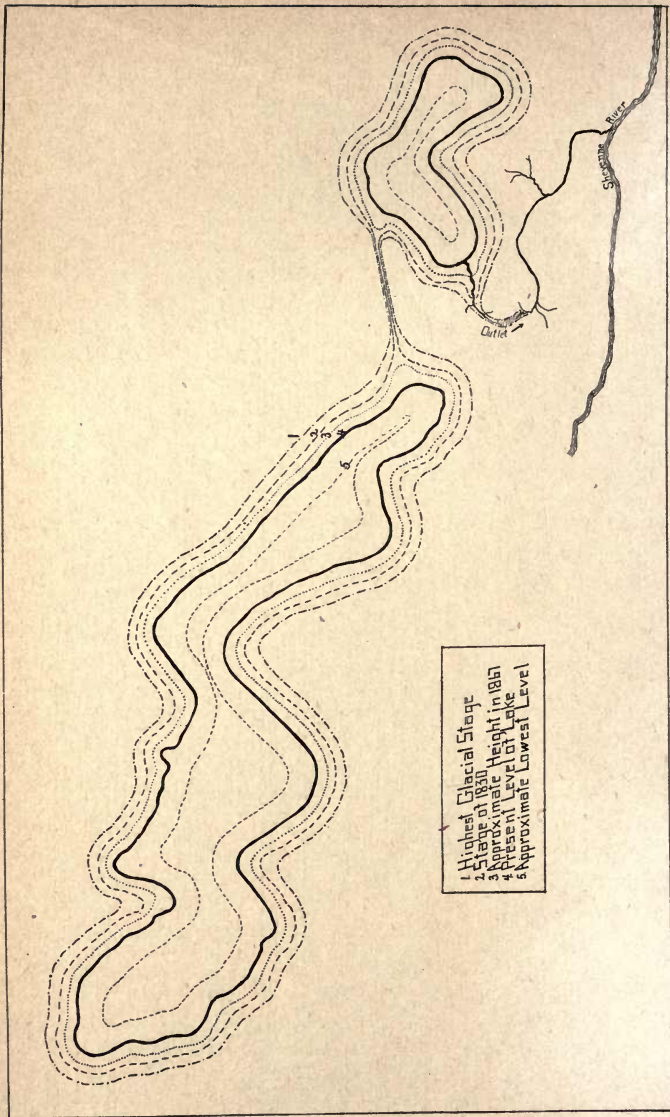 1
2
3
4
5
Outlet
Sheyenne River
1 Highest Glacial Stage
2 Stage of 1830
3 Approximate Height in 1867
4 Present Level of Lake
5 Approximate Lowest Level